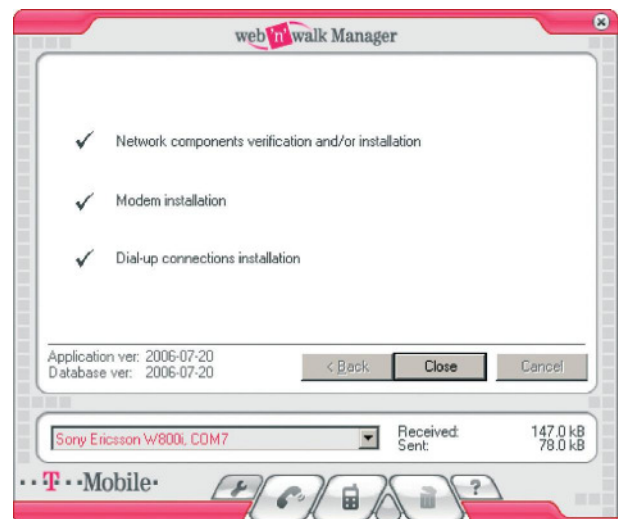 web'n'walk Manager
Network components verification and/or installation
Modem installation
Dial-up connections installation
Application ver: 2006-07-20
Database ver: 2006-07-20
< Back Close Cancel
Sony Ericsson W800i, COM7
Received: 147.0 kB
Sent: 78.0 kB
··T··Mobile·
?